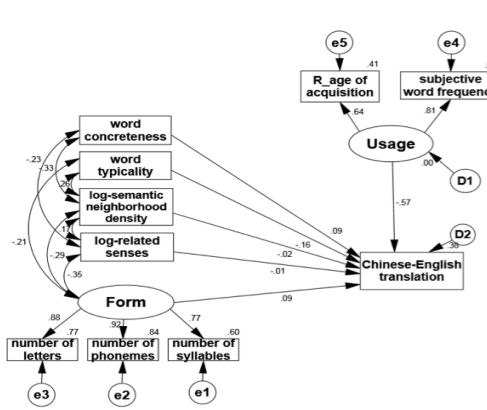 e5
e4
.41
R_age of
acquisition
subjective
word frequenc
.64
.81
Usage
.00
D1
word
concreteness
word
typicality
log-semantic
neighborhood
density
log-related
senses
-.23
-.33
.26
.17
-.21
-.29
-.35
-.57
.09
-.16
-.02
-.01
.09
D2
.38
Chinese-English
translation
Form
.88
.92
.77
.77
.84
.60
number of
letters
number of
phonemes
number of
syllables
e3
e2
e1